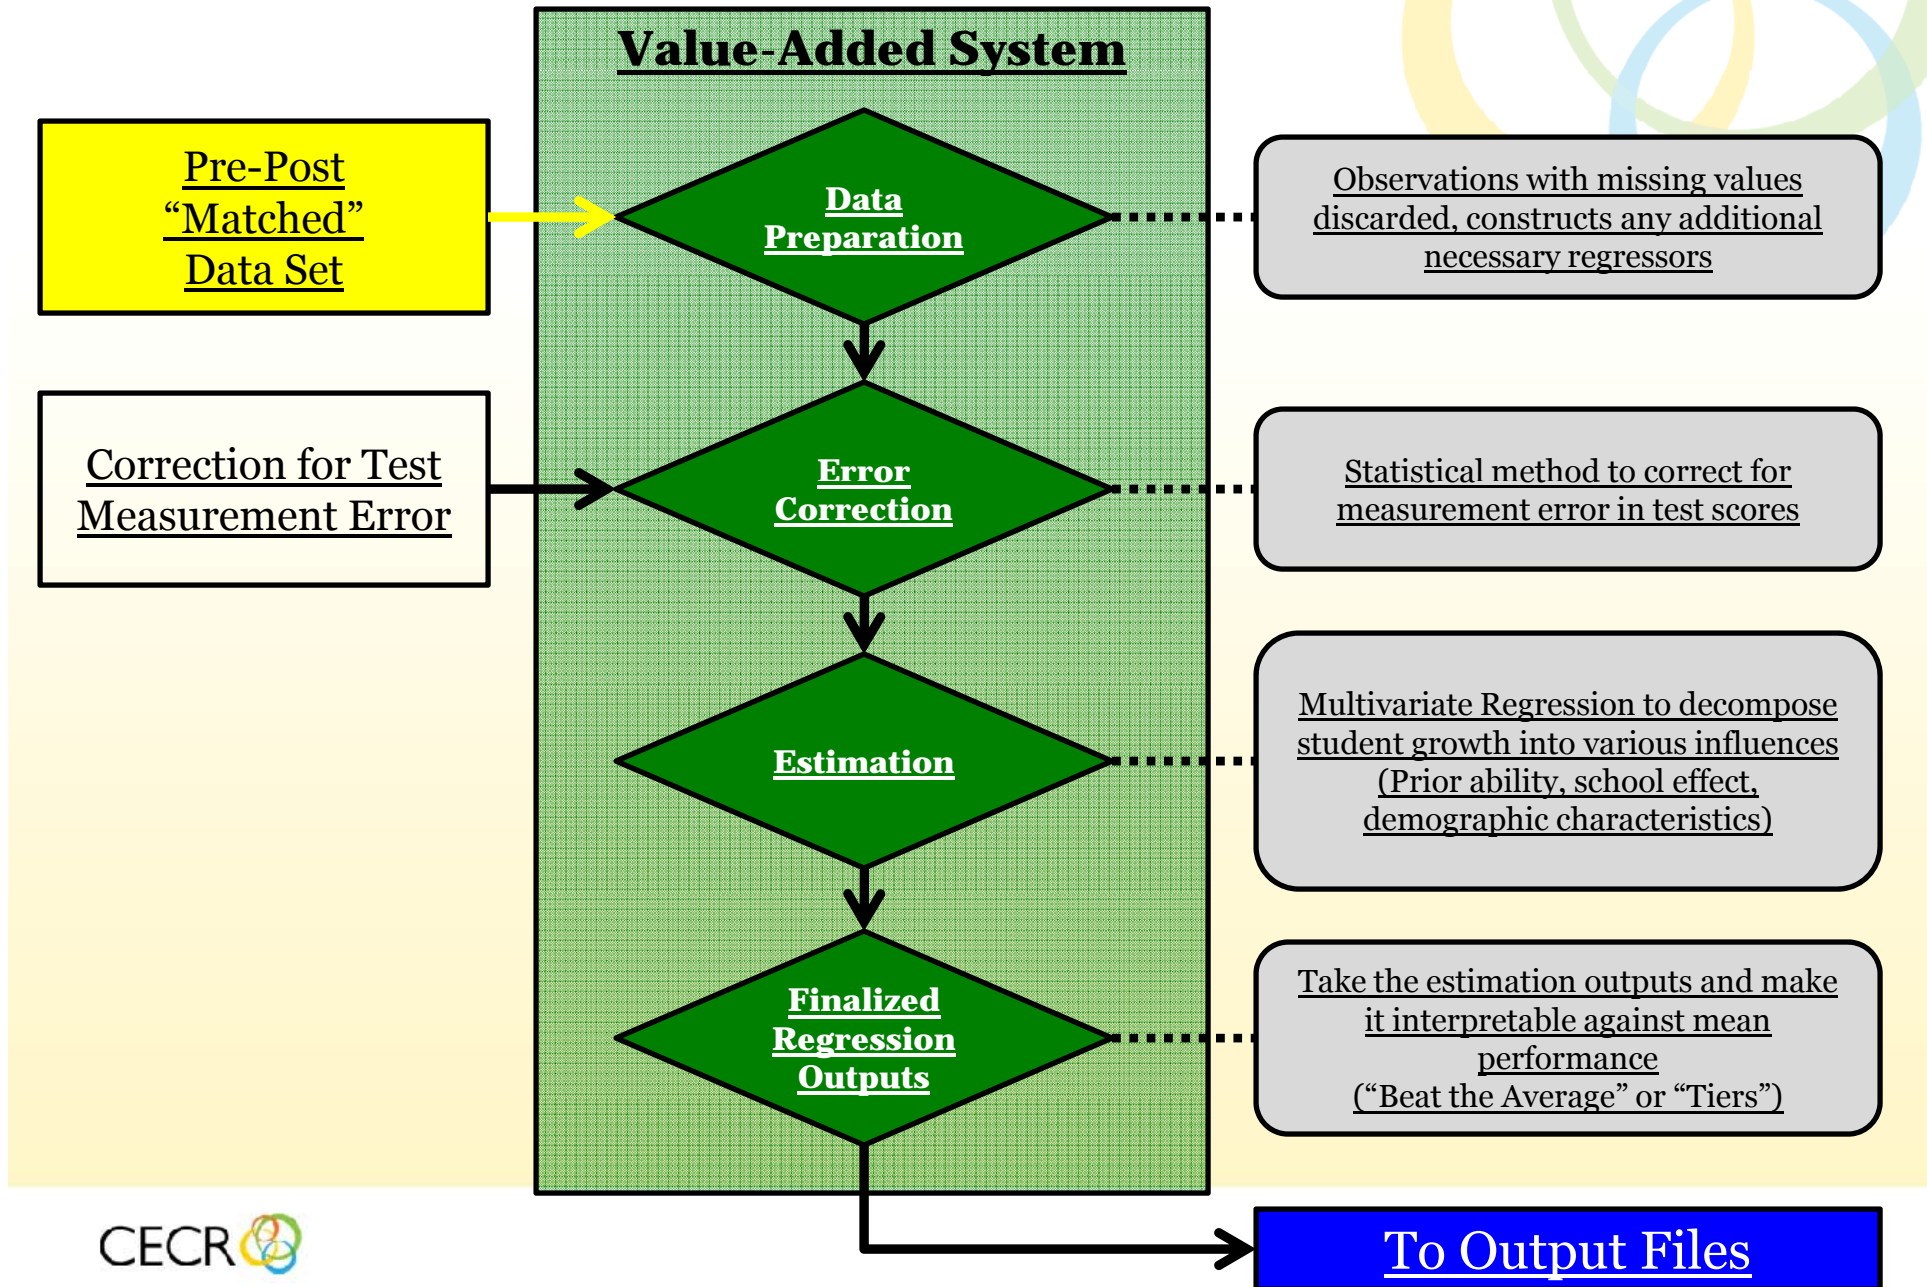 Value-Added System
Pre-Post
“Matched”
Data Set
Data
Preparation
Observations with missing values
discarded, constructs any additional
necessary regressors
Correction for Test
Measurement Error
Error
Correction
Statistical method to correct for
measurement error in test scores
Estimation
Multivariate Regression to decompose
student growth into various influences
(Prior ability, school effect,
demographic characteristics)
Finalized
Regression
Outputs
Take the estimation outputs and make
it interpretable against mean
performance
(“Beat the Average” or “Tiers”)
CECR
To Output Files